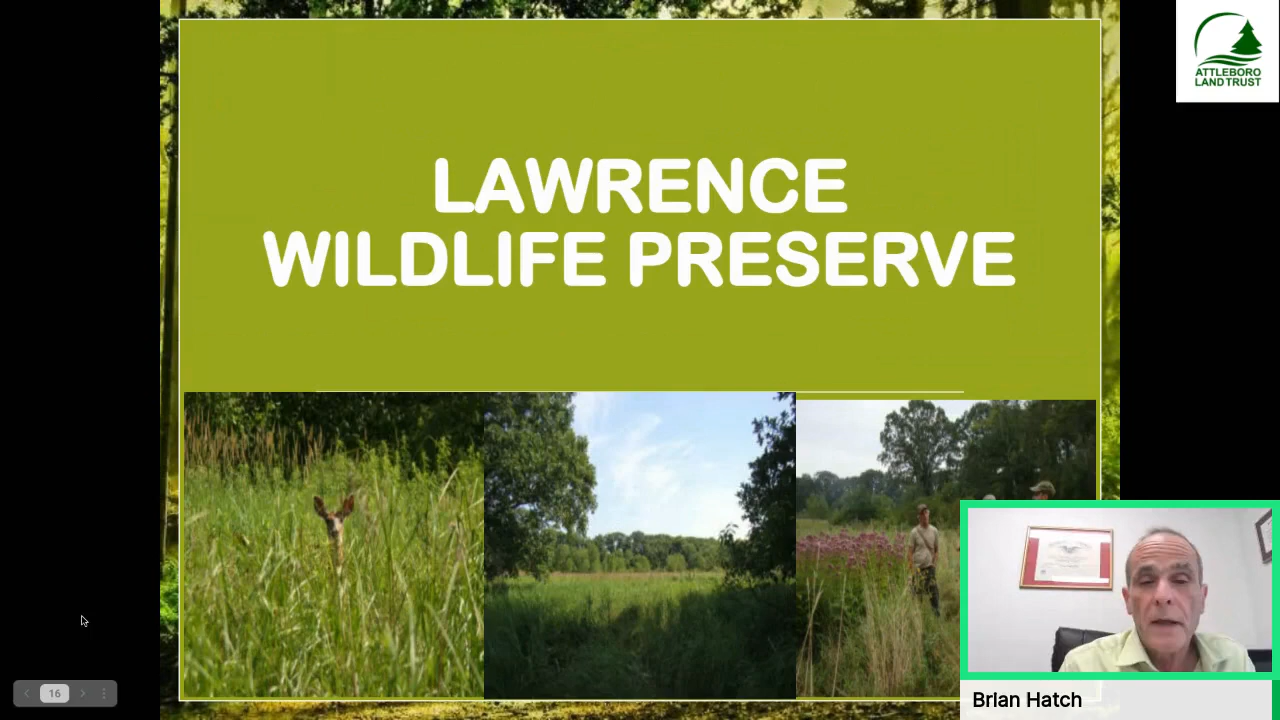 ATTLEBORO
LAND TRUST
LAWRENCE
WILDLIFE PRESERVE
16
Brian Hatch